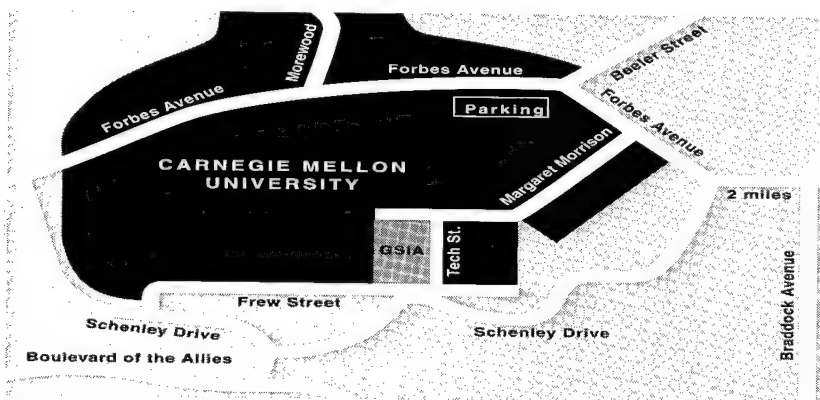 Morewood
Forbes Avenue
Beeler Street
Forbes Avenue
Forbes Avenue
Parking
CARNEGIE MELLON
UNIVERSITY
Margaret Morrison
2 miles
GSIA
Tech St.
Braddock Avenue
Frew Street
Schenley Drive
Schenley Drive
Boulevard of the Allies